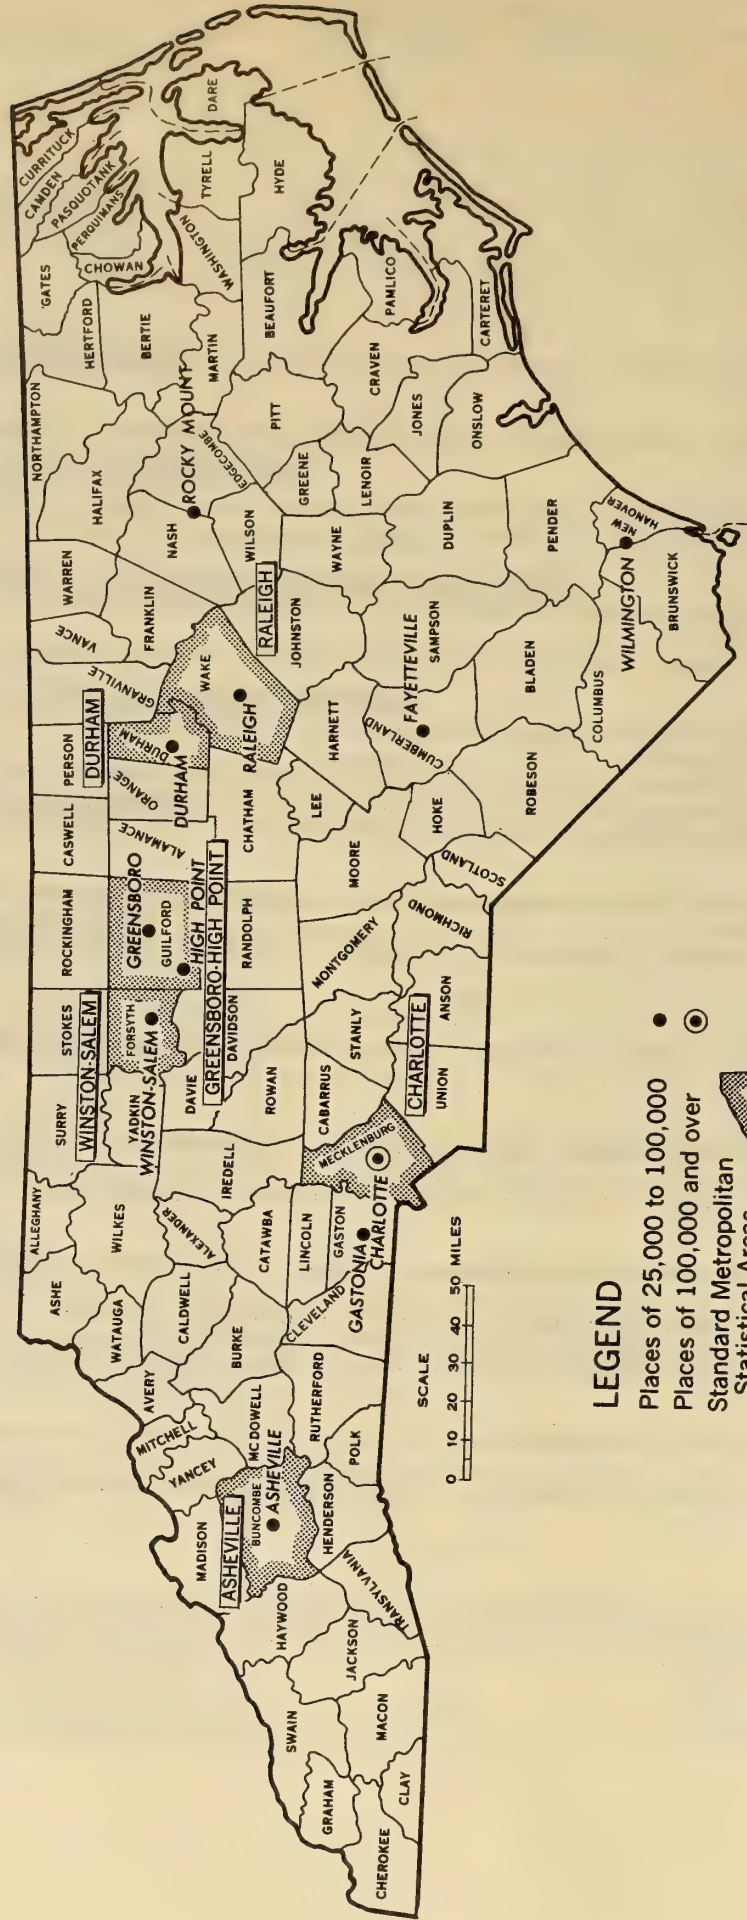 ALLEGHANY
ASHE
SURRY
STOKES
ROCKINGHAM
CASWELL
PERSON
GRANVILLE
VANCE
WARREN
NORTHAMPTON
GATES
HERTFORD
CURRITUCK
CAMDEN
PASQUOTANK
PERQUIMANS
CHOWAN
WINSTON-SALEM
DURHAM
WATAUGA
WILKES
YADKIN
FORSYTH
WINSTON-SALEM
GREENSBORO
GUILFORD
HIGH POINT
ALAMANCE
ORANGE
DURHAM
DURHAM
FRANKLIN
HALIFAX
NASH
ROCKY MOUNT
BERTIE
MARTIN
WASHINGTON
TYRELL
DARE
MITCHELL
AVERY
YANCEY
CALDWELL
ALEXANDER
IREDELL
DAVIE
DAVIDSON
GREENSBORO-HIGH POINT
RANDOLPH
CHATHAM
WAKE
RALEIGH
RALEIGH
WILSON
EDGECOMBE
PITT
BEAUFORT
HYDE
MADISON
ASHEVILLE
BUNCOMBE
ASHEVILLE
MC DOWELL
BURKE
CATAWBA
ROWAN
HAYWOOD
SWAIN
GRAHAM
CHEROKEE
CLAY
MACON
JACKSON
TRANSYLVANIA
HENDERSON
POLK
RUTHERFORD
CLEVELAND
LINCOLN
GASTON
GASTONIA
MECKLENBURG
CHARLOTTE
CHARLOTTE
CABARRUS
STANLY
UNION
ANSON
MONTGOMERY
RICHMOND
MOORE
LEE
HARNETT
JOHNSTON
WAYNE
GREENE
LENOIR
CRAVEN
PAMLICO
JONES
CARTERET
ONSLOW
SCOTLAND
HOKE
CUMBERLAND
FAYETTEVILLE
SAMPSON
DUPLIN
ROBESON
BLADEN
COLUMBUS
PENDER
NEW
HANOVER
WILMINGTON
BRUNSWICK
SCALE
0 10 20 30 40 50 MILES
LEGEND
Places of 25,000 to 100,000
Places of 100,000 and over
Standard Metropolitan
Statistical Areas